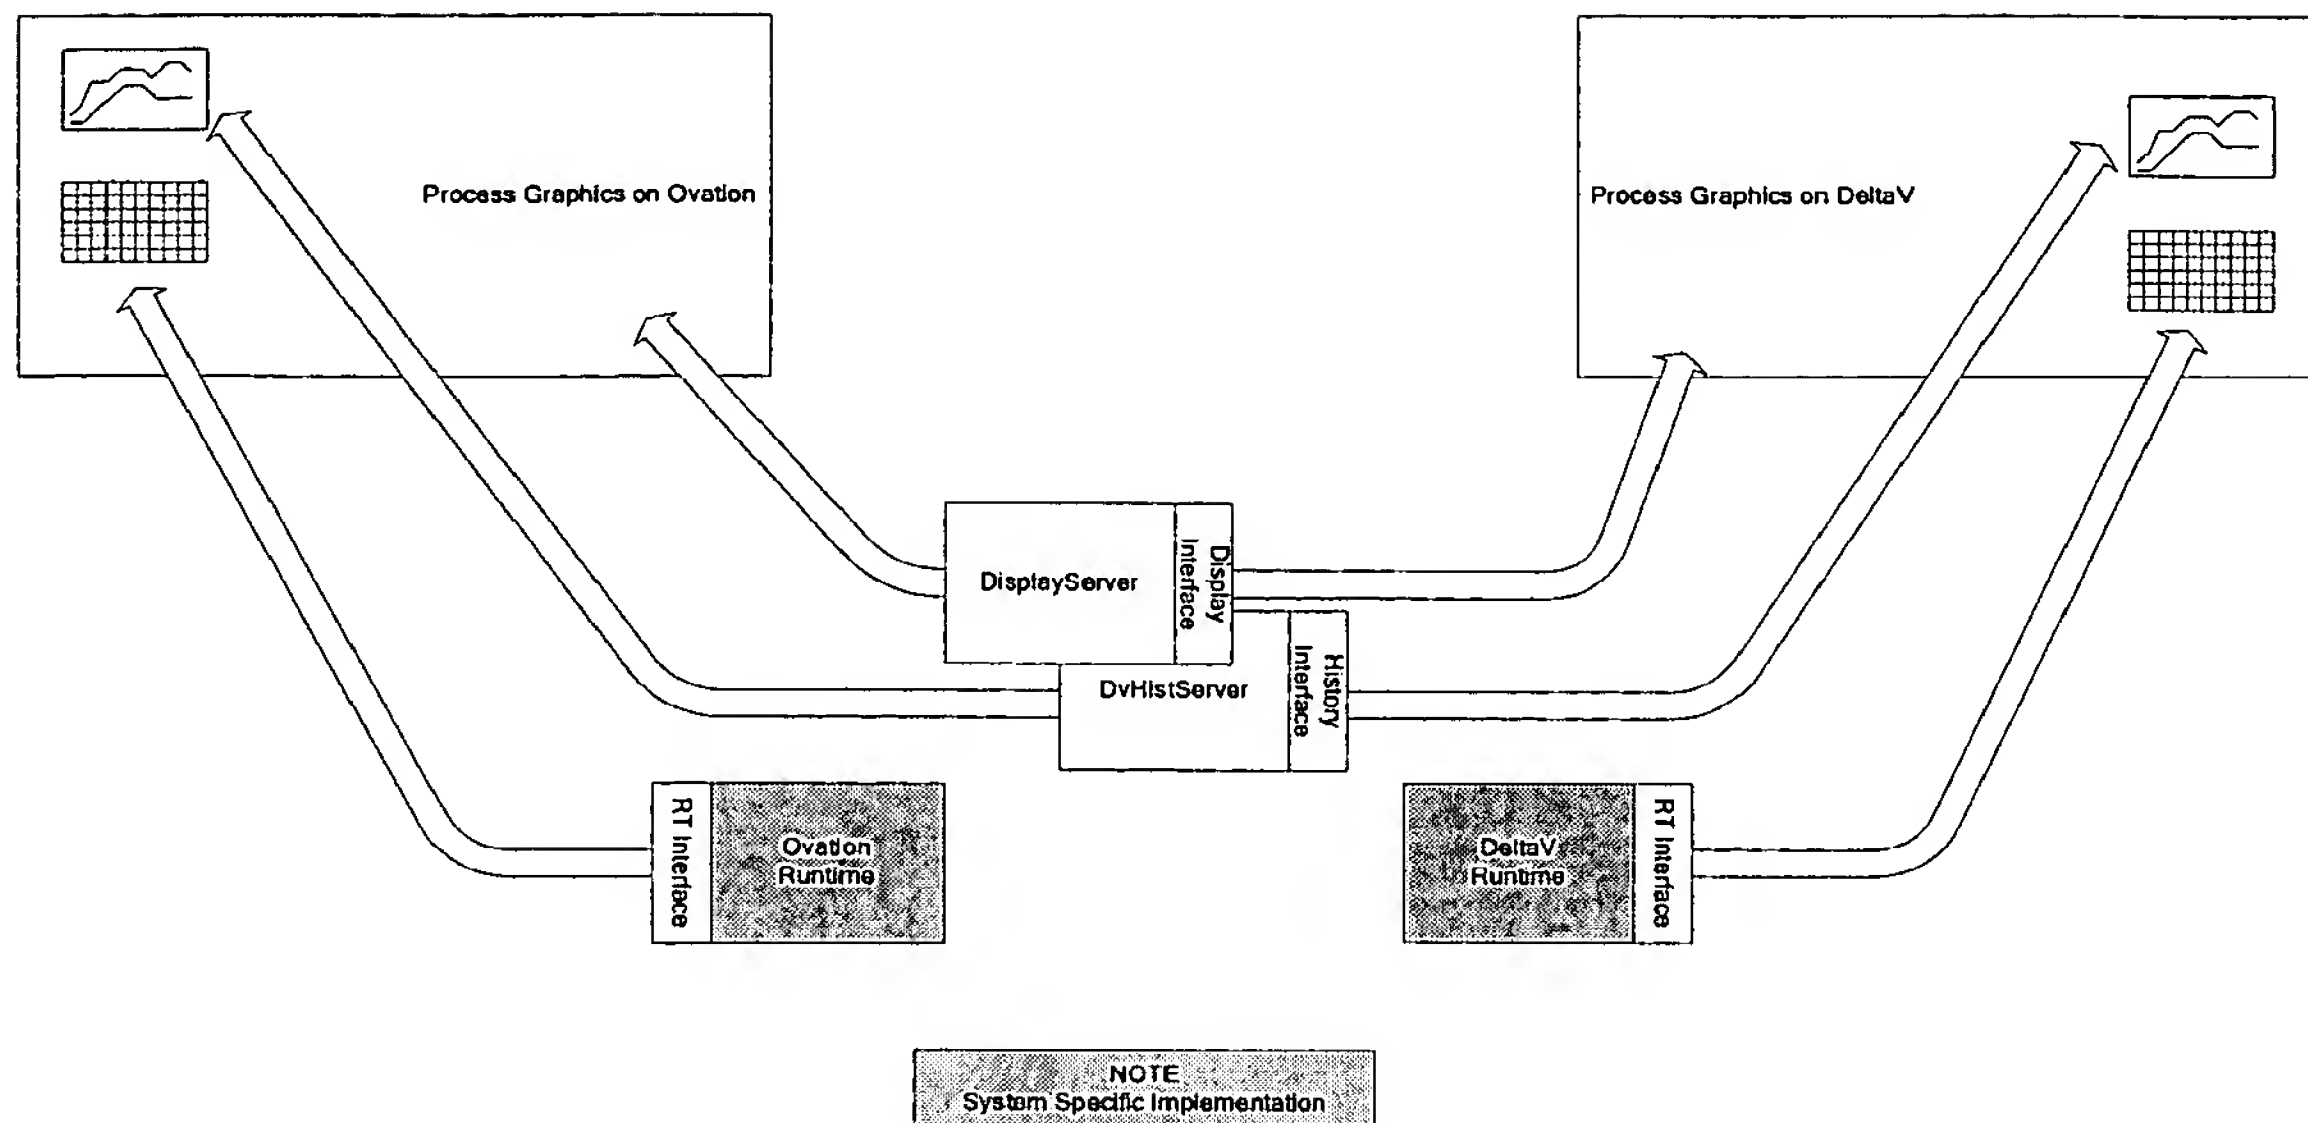 Process Graphics on Ovation
Process Graphics on DeltaV
DisplayServer
Display
Interface
DvHistServer
History
Interface
RT Interface
Ovation
Runtime
DeltaV
Runtime
RT Interface
NOTE
System Specific Implementation